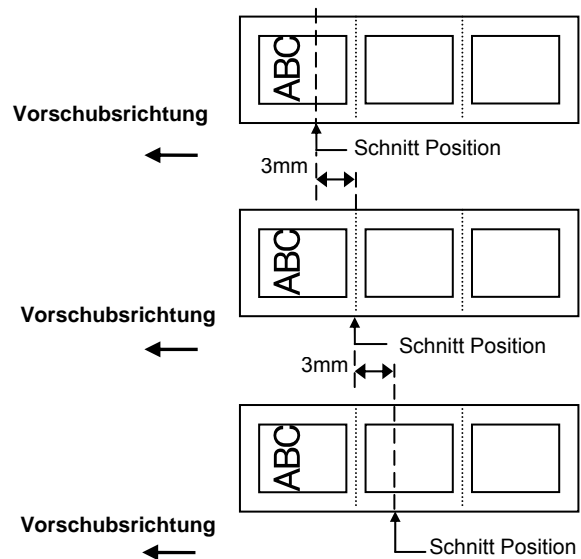 ABC
Vorschubsrichtung
Schnitt Position
3mm
ABC
Vorschubsrichtung
Schnitt Position
3mm
ABC
Vorschubsrichtung
Schnitt Position